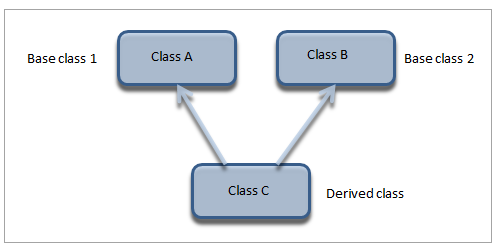 Base class 1
Class A
Class B
Base class 2
Class C
Derived class